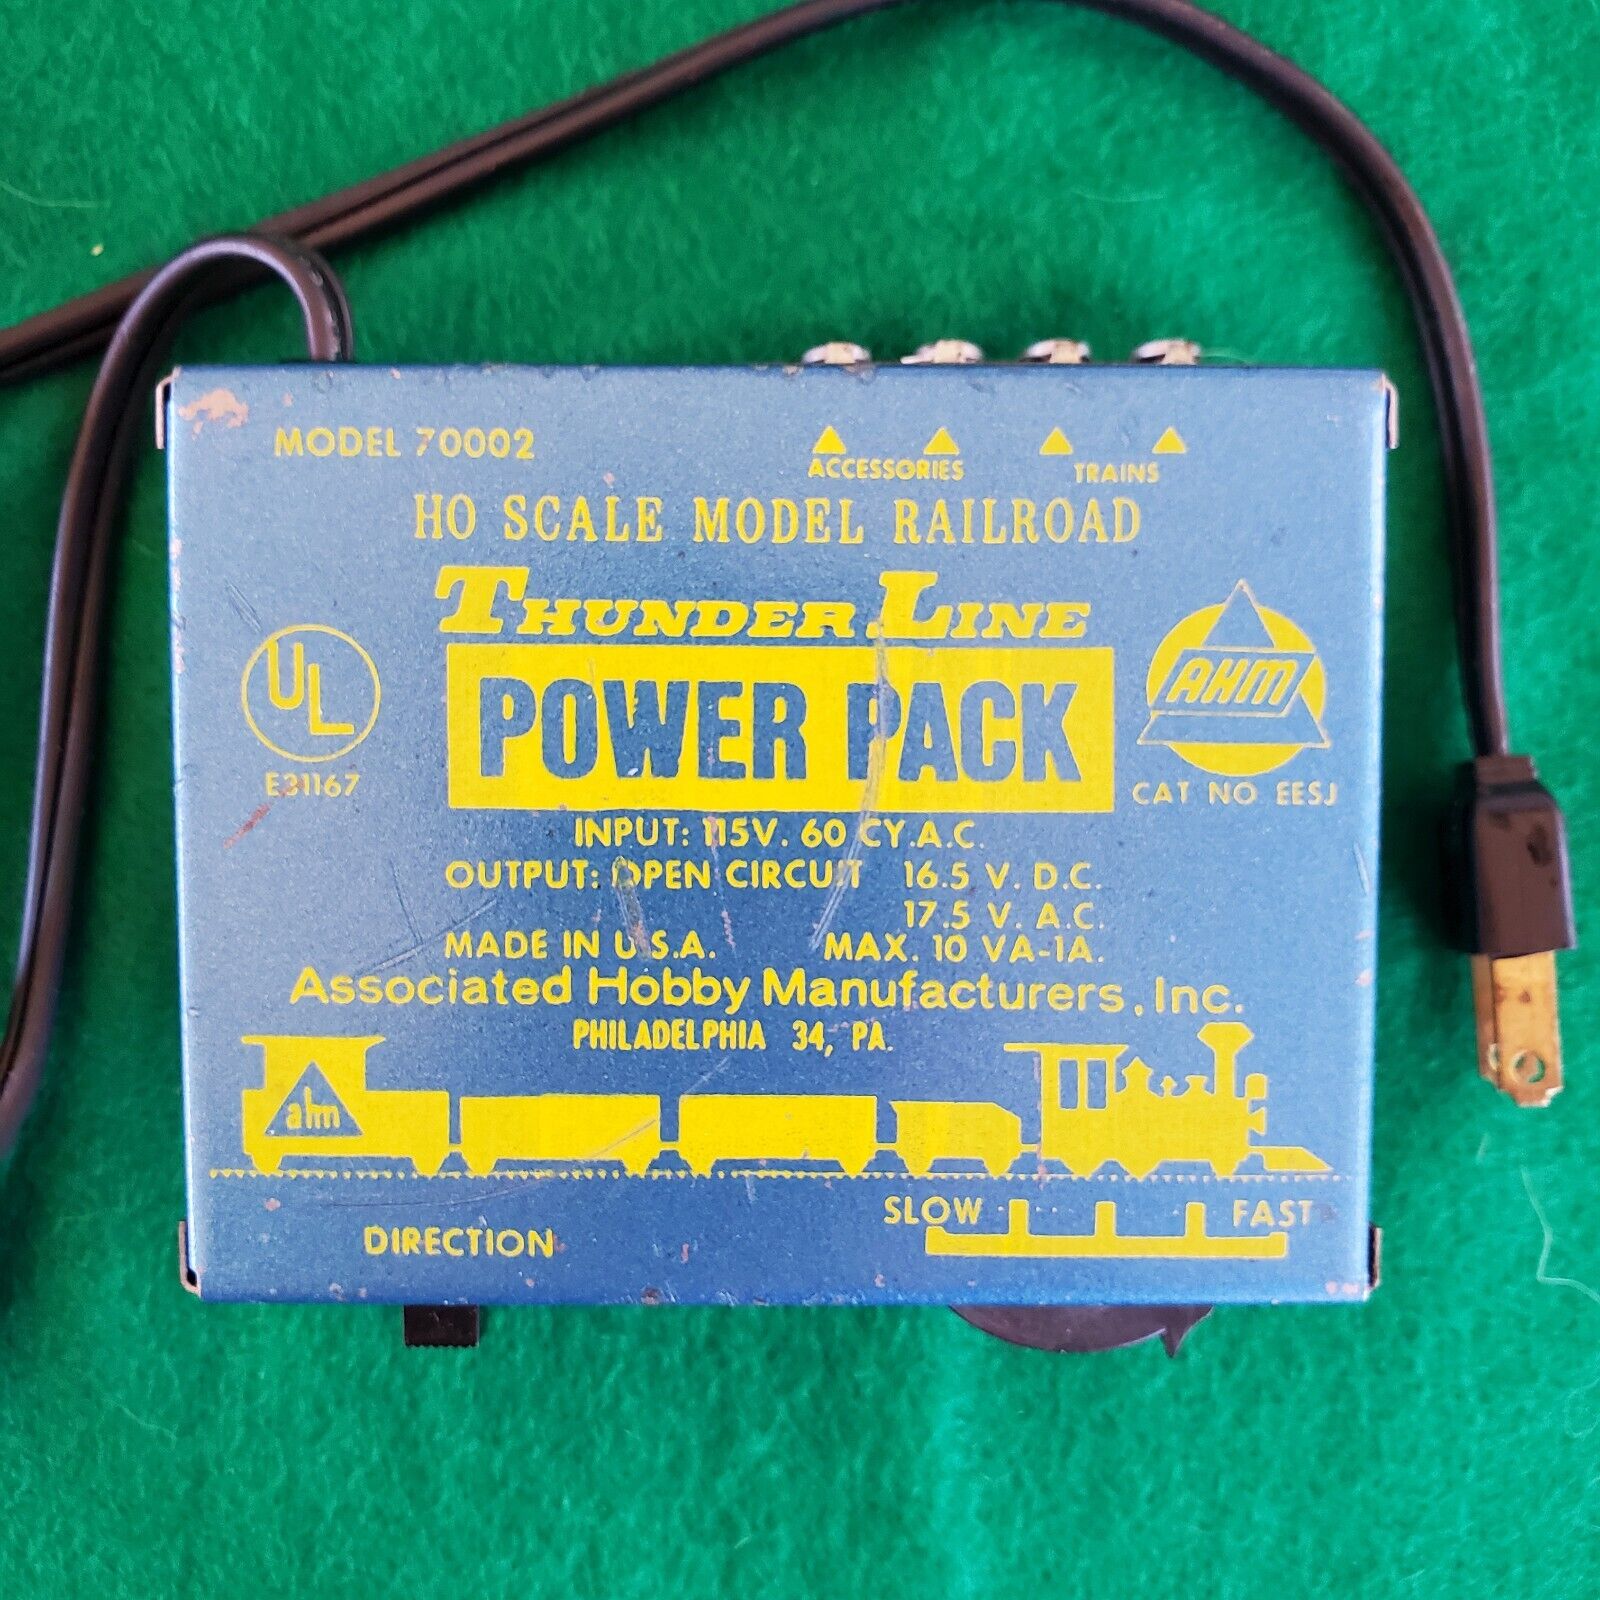 MODEL 70002
ACCESSORIES TRAINS
HO SCALE MODEL RAILROAD
THUNDER LINE
POWER PACK
UL
E31167
AHM
CAT NO EESJ
INPUT: 115V. 60 CY.A.C.
OUTPUT: OPEN CIRCUIT 16.5 V. D.C.
17.5 V. A.C.
MADE IN U.S.A. MAX. 10 VA-1A.
Associated Hobby Manufacturers, Inc.
PHILADELPHIA 34, PA.
ahm
SLOW FAST
DIRECTION